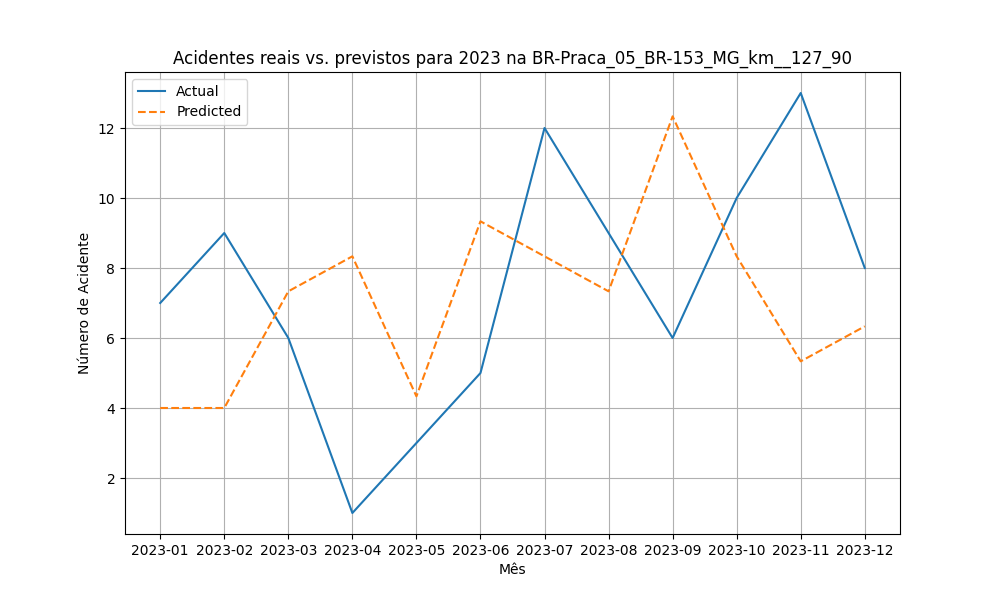 Acidentes reais vs. previstos para 2023 na BR-Praca_05_BR-153_MG_km__127_90
Actual
Predicted
Número de Acidente
12
10
8
6
4
2
2023-01 2023-02 2023-03 2023-04 2023-05 2023-06 2023-07 2023-08 2023-09 2023-10 2023-11 2023-12
Mês